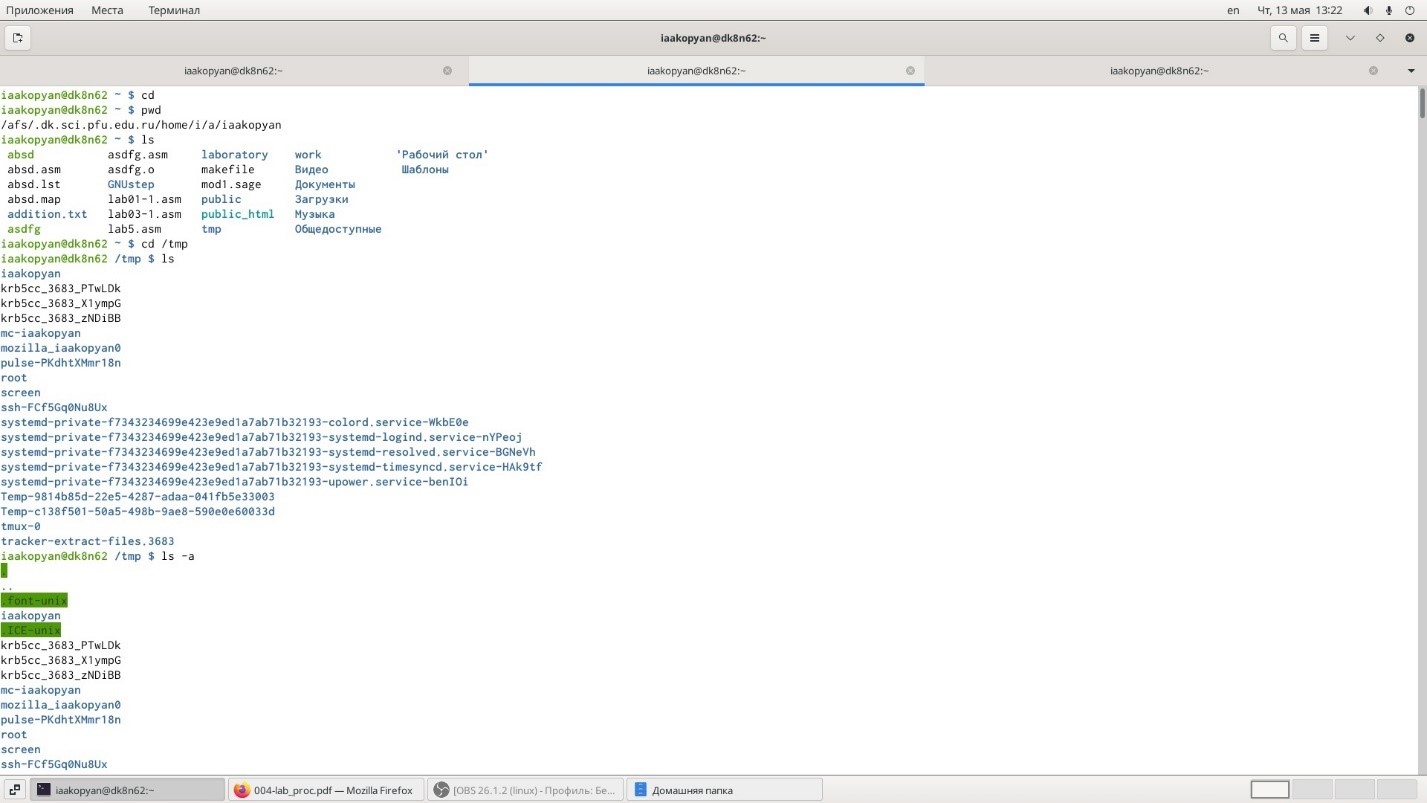 Приложения Места Терминал en Чт, 13 мая 13:22
iaakopyan@dk8n62:~
iaakopyan@dk8n62:~ iaakopyan@dk8n62:~ iaakopyan@dk8n62:~
iaakopyan@dk8n62 ~ $ cd
iaakopyan@dk8n62 ~ $ pwd
/afs/.dk.sci.pfu.edu.ru/home/i/a/iaakopyan
iaakopyan@dk8n62 ~ $ ls
absd asdfg.asm laboratory work 'Рабочий стол'
absd.asm asdfg.o makefile Видео Шаблоны
absd.lst GNUstep mod1.sage Документы
absd.map lab01-1.asm public Загрузки
addition.txt lab03-1.asm public_html Музыка
asdfg lab5.asm tmp Общедоступные
iaakopyan@dk8n62 ~ $ cd /tmp
iaakopyan@dk8n62 /tmp $ ls
iaakopyan
krb5cc_3683_PTwLDk
krb5cc_3683_X1ympG
krb5cc_3683_zNDiBB
mc-iaakopyan
mozilla_iaakopyan0
pulse-PKdhtXMmr18n
root
screen
ssh-FCf5Gq0Nu8Ux
systemd-private-f7343234699e423e9ed1a7ab71b32193-colord.service-WkbE0e
systemd-private-f7343234699e423e9ed1a7ab71b32193-systemd-logind.service-nYPeoj
systemd-private-f7343234699e423e9ed1a7ab71b32193-systemd-resolved.service-BGNeVh
systemd-private-f7343234699e423e9ed1a7ab71b32193-systemd-timesyncd.service-HAk9tf
systemd-private-f7343234699e423e9ed1a7ab71b32193-upower.service-benIOi
Temp-9814b85d-22e5-4287-adaa-041fb5e33003
Temp-c138f501-50a5-498b-9ae8-590e0e60033d
tmux-0
tracker-extract-files.3683
iaakopyan@dk8n62 /tmp $ ls -a
.
..
.font-unix
iaakopyan
.ICE-unix
krb5cc_3683_PTwLDk
krb5cc_3683_X1ympG
krb5cc_3683_zNDiBB
mc-iaakopyan
mozilla_iaakopyan0
pulse-PKdhtXMmr18n
root
screen
ssh-FCf5Gq0Nu8Ux
iaakopyan@dk8n62:~ 004-lab_proc.pdf — Mozilla Firefox [OBS 26.1.2 (linux) - Профиль: Бе... Домашняя папка